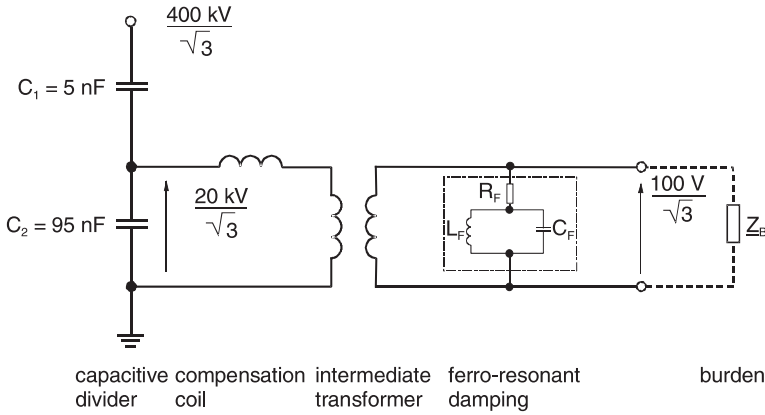 400 kV
√3
C₁ = 5 nF
20 kV
√3
C₂ = 95 nF
R_F
L_F
C_F
100 V
√3
Z_B
capacitive divider
compensation coil
intermediate transformer
ferro-resonant damping
burden